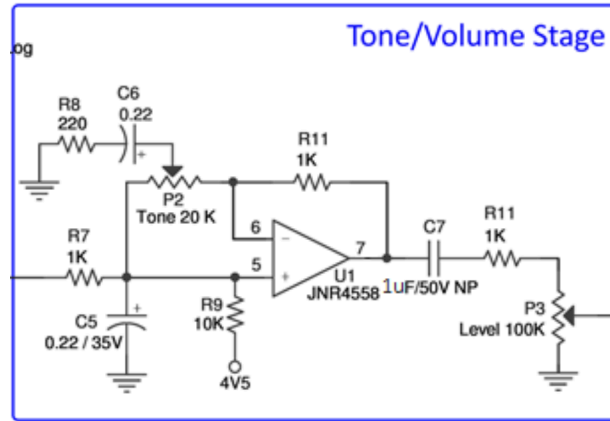 Tone/Volume Stage
og
R8
220
C6
0.22
+
R11
1K
P2
Tone 20 K
6
−
7
5
+
U1
JNR4558
C7
1uF/50V NP
R11
1K
R7
1K
+
C5
0.22 / 35V
R9
10K
4V5
P3
Level 100K